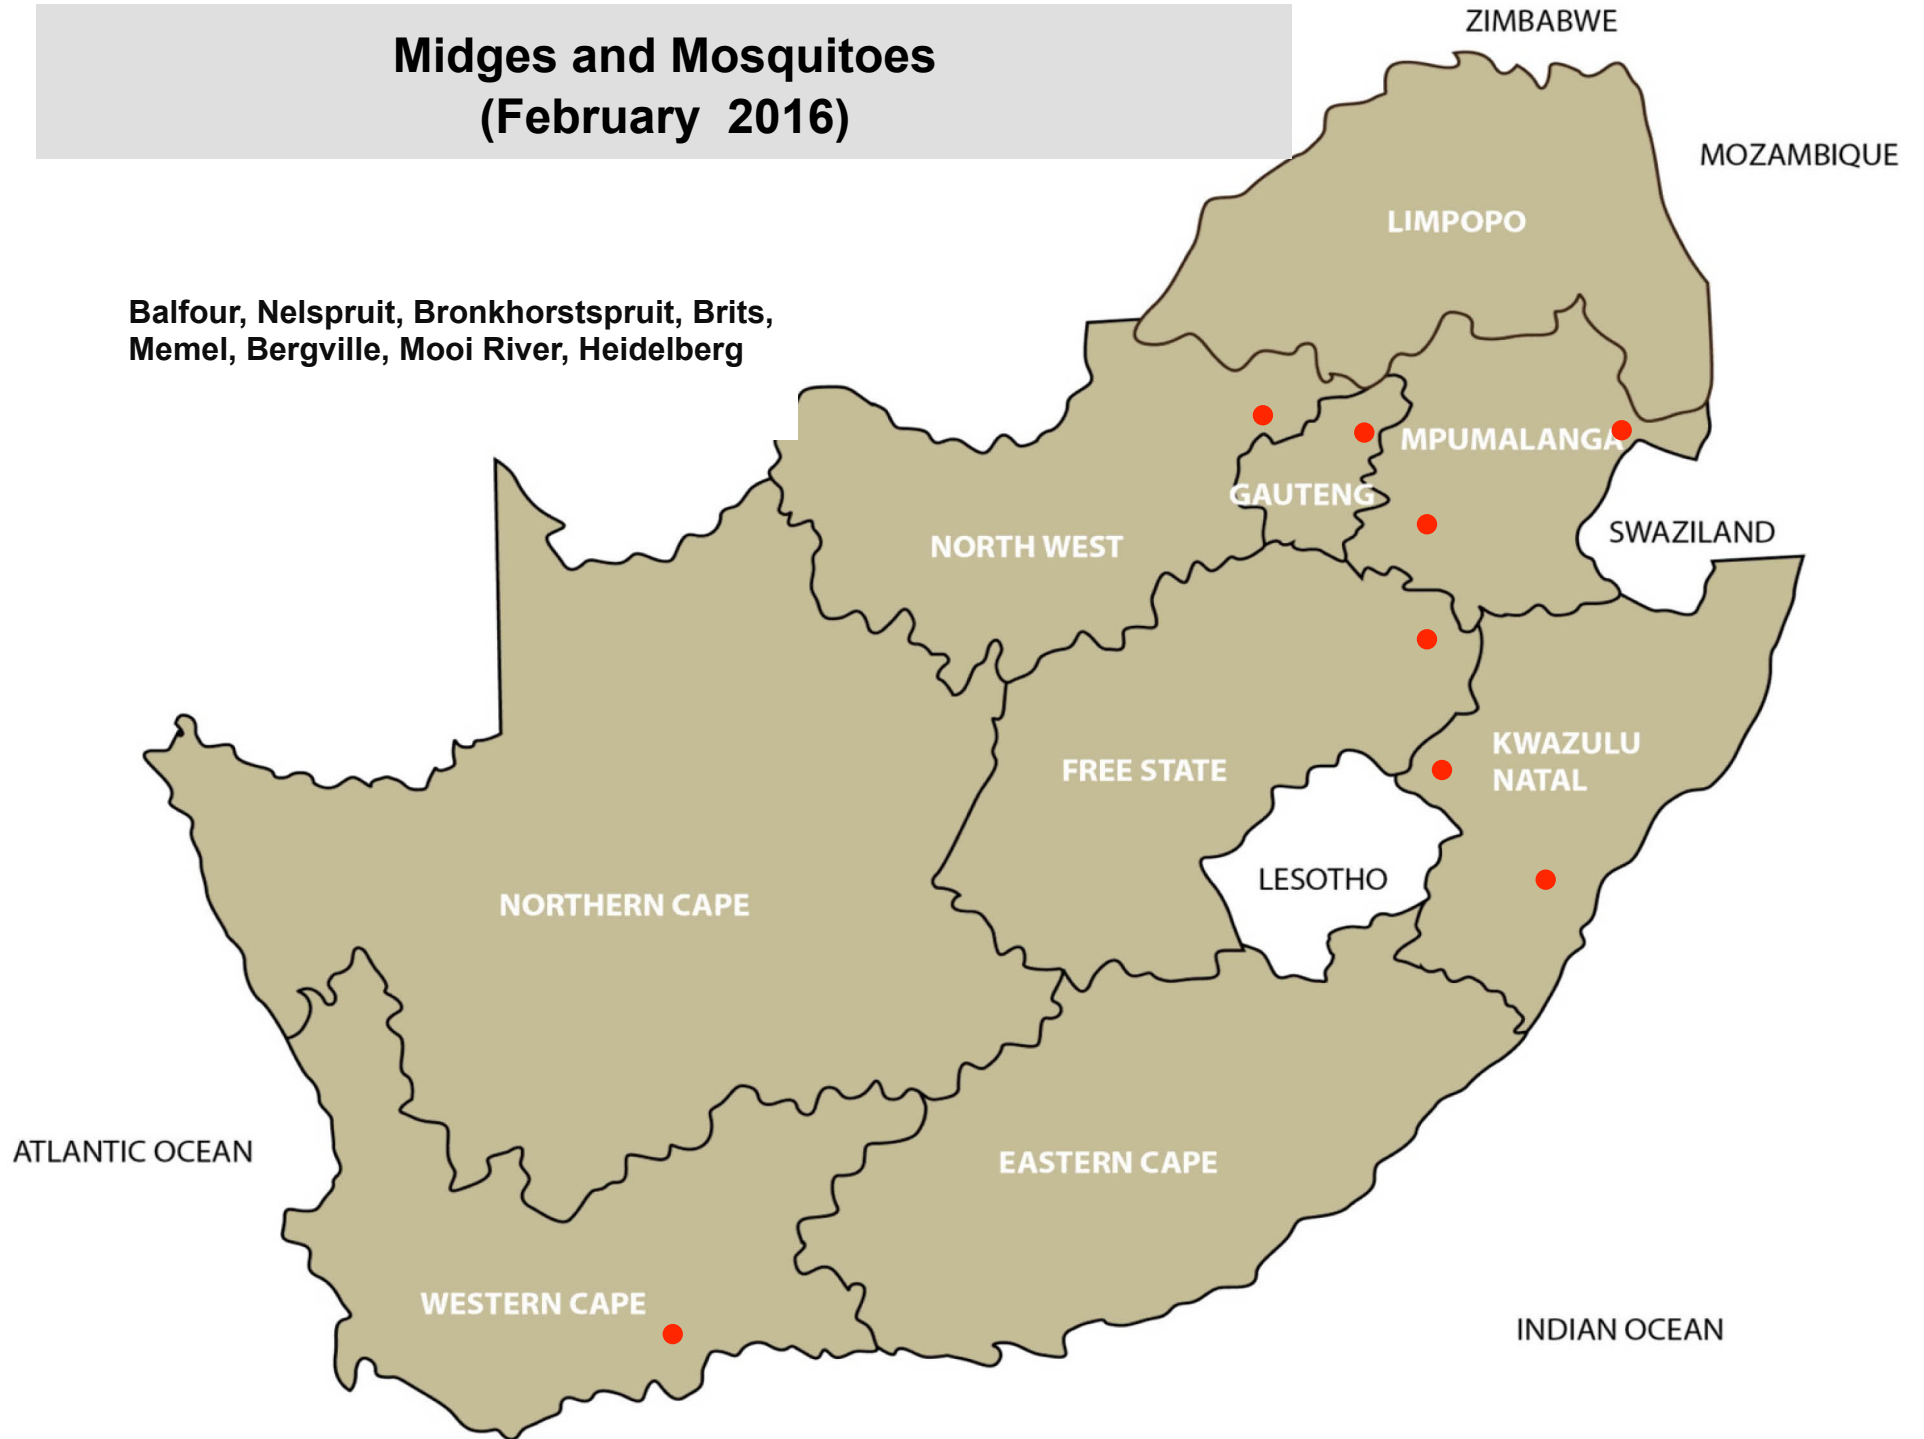 Midges and Mosquitoes
(February 2016)
ZIMBABWE
MOZAMBIQUE
LIMPOPO
Balfour, Nelspruit, Bronkhorstspruit, Brits,
Memel, Bergville, Mooi River, Heidelberg
MPUMALANGA
GAUTENG
SWAZILAND
NORTH WEST
KWAZULU
NATAL
FREE STATE
LESOTHO
NORTHERN CAPE
ATLANTIC OCEAN
EASTERN CAPE
WESTERN CAPE
INDIAN OCEAN